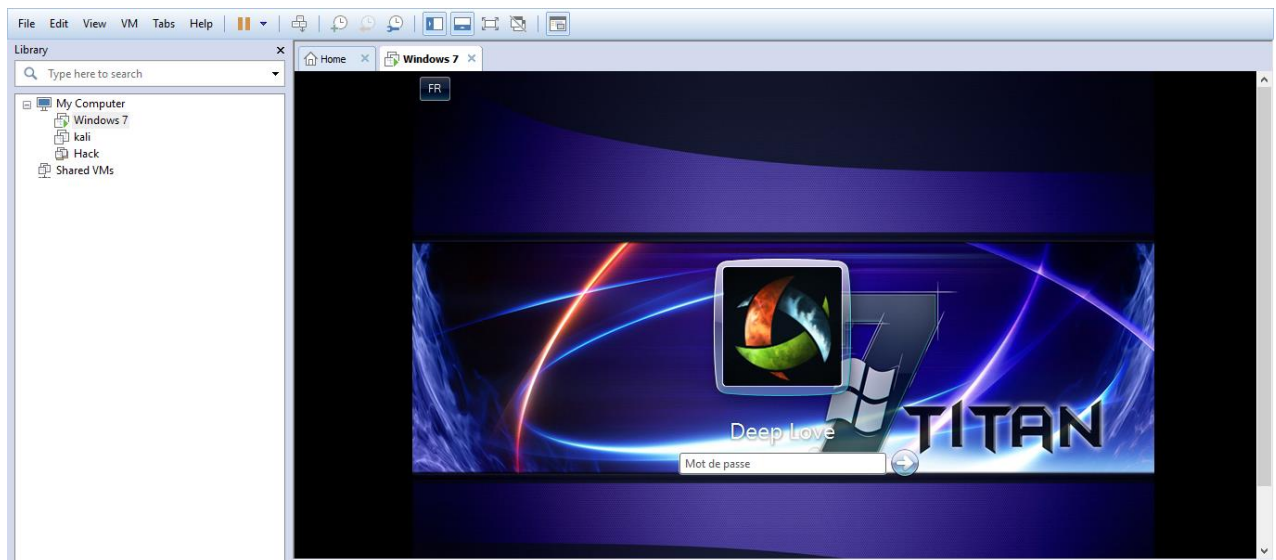 File Edit View VM Tabs Help
Library
Home
Windows 7
Type here to search
My Computer
Windows 7
kali
Hack
Shared VMs
FR
7
TITAN
Deep Love
Mot de passe